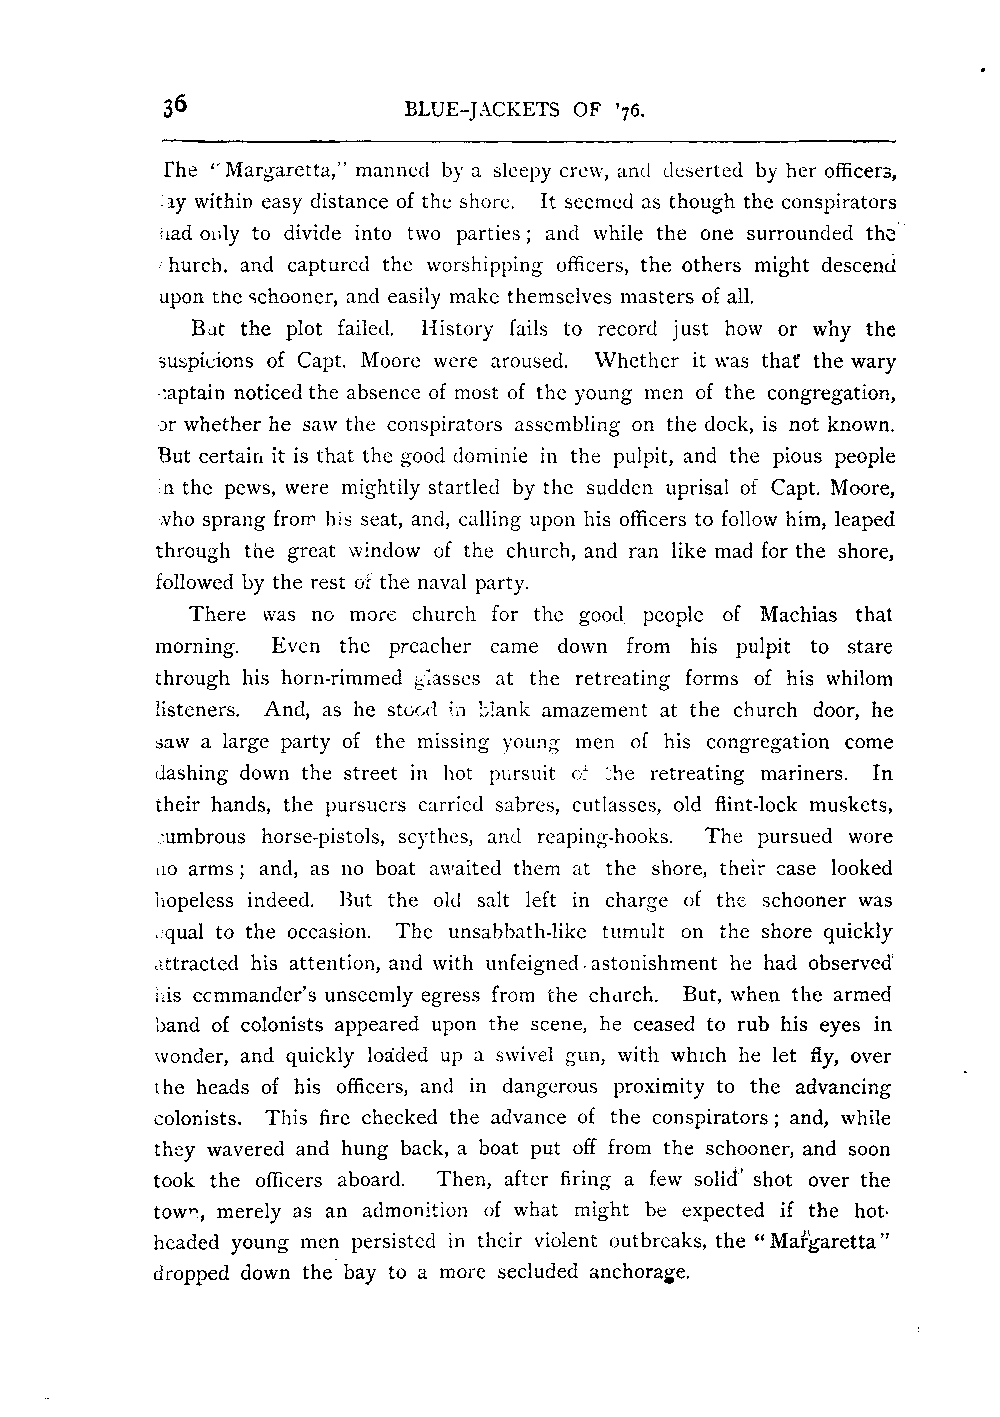 36 BLUE-JACKETS OF '76.
The "Margaretta," manned by a sleepy crew, and deserted by her officers,
lay within easy distance of the shore. It seemed as though the conspirators
had only to divide into two parties; and while the one surrounded the
church, and captured the worshipping officers, the others might descend
upon the schooner, and easily make themselves masters of all.
But the plot failed. History fails to record just how or why the
suspicions of Capt. Moore were aroused. Whether it was that the wary
captain noticed the absence of most of the young men of the congregation,
or whether he saw the conspirators assembling on the dock, is not known.
But certain it is that the good dominie in the pulpit, and the pious people
in the pews, were mightily startled by the sudden uprisal of Capt. Moore,
who sprang from his seat, and, calling upon his officers to follow him, leaped
through the great window of the church, and ran like mad for the shore,
followed by the rest of the naval party.
There was no more church for the good people of Machias that
morning. Even the preacher came down from his pulpit to stare
through his horn-rimmed glasses at the retreating forms of his whilom
listeners. And, as he stood in blank amazement at the church door, he
saw a large party of the missing young men of his congregation come
dashing down the street in hot pursuit of the retreating mariners. In
their hands, the pursuers carried sabres, cutlasses, old flint-lock muskets,
cumbrous horse-pistols, scythes, and reaping-hooks. The pursued wore
no arms; and, as no boat awaited them at the shore, their case looked
hopeless indeed. But the old salt left in charge of the schooner was
equal to the occasion. The unsabbath-like tumult on the shore quickly
attracted his attention, and with unfeigned astonishment he had observed
his commander's unseemly egress from the church. But, when the armed
band of colonists appeared upon the scene, he ceased to rub his eyes in
wonder, and quickly loaded up a swivel gun, with which he let fly, over
the heads of his officers, and in dangerous proximity to the advancing
colonists. This fire checked the advance of the conspirators; and, while
they wavered and hung back, a boat put off from the schooner, and soon
took the officers aboard. Then, after firing a few solid shot over the
town, merely as an admonition of what might be expected if the hot-
headed young men persisted in their violent outbreaks, the "Margaretta"
dropped down the bay to a more secluded anchorage.